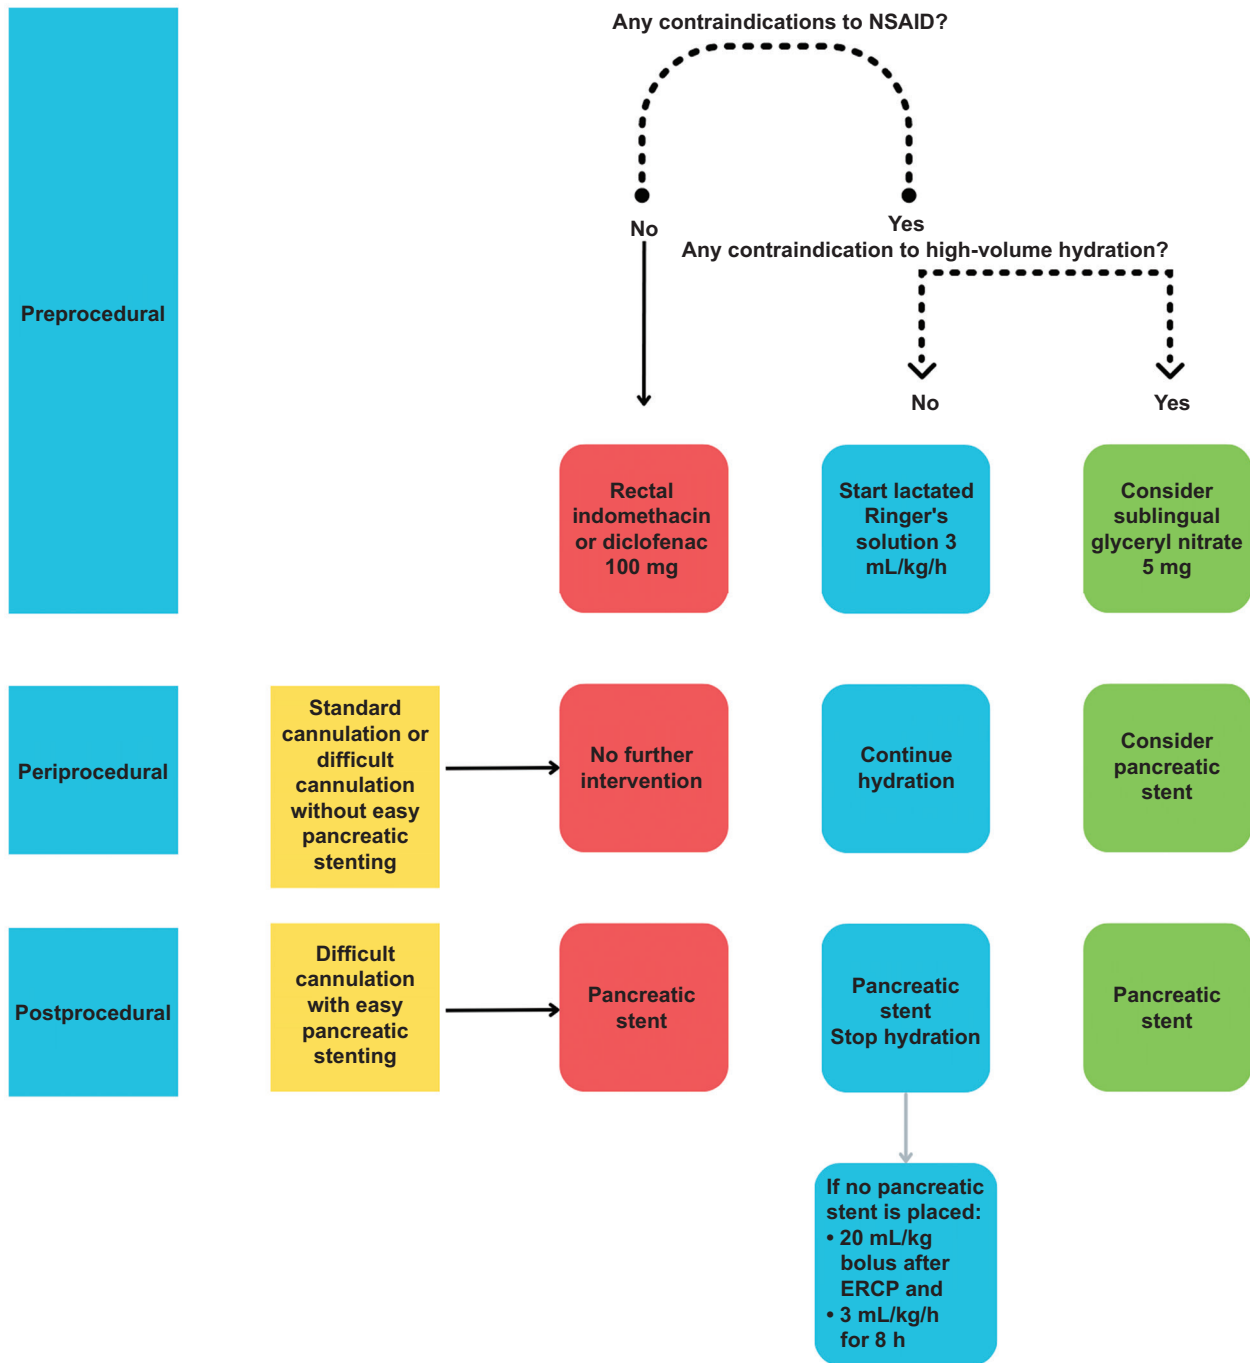 Any contraindications to NSAID?
No
Yes
Any contraindication to high-volume hydration?
Preprocedural
No
Yes
Rectal
indomethacin
or diclofenac
100 mg
Start lactated
Ringer's
solution 3
mL/kg/h
Consider
sublingual
glyceryl nitrate
5 mg
Periprocedural
Standard
cannulation or
difficult
cannulation
without easy
pancreatic
stenting
No further
intervention
Continue
hydration
Consider
pancreatic
stent
Postprocedural
Difficult
cannulation
with easy
pancreatic
stenting
Pancreatic
stent
Pancreatic
stent
Stop hydration
Pancreatic
stent
If no pancreatic
stent is placed:
• 20 mL/kg
bolus after
ERCP and
• 3 mL/kg/h
for 8 h